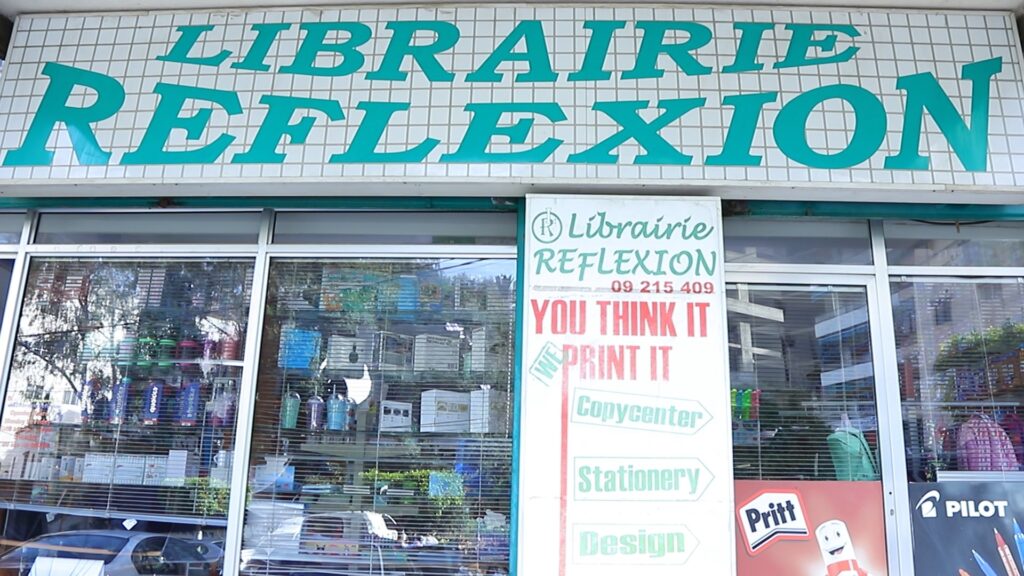 LIBRAIRIE
REFLEXION
R
Librairie
REFLEXION
09 215 409
YOU THINK IT
WE PRINT IT
Copycenter
Stationery
Design
Pritt
PILOT